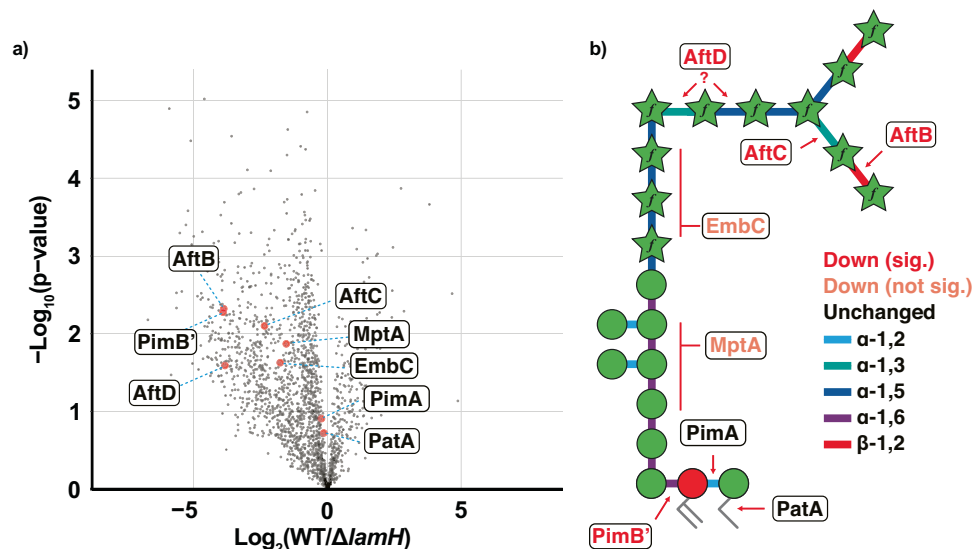 a)
5
4
3
2
1
0
−Log₁₀(p−value)
AftB
PimB’
AftD
AftC
MptA
EmbC
PimA
PatA
−5
0
5
Log₂(WT/ΔlamH)
b)
f
f
AftD
?
f
f
f
f
AftC
f
AftB
f
f
f
f
EmbC
MptA
PimA
PimB’
PatA
Down (sig.)
Down (not sig.)
Unchanged
α-1,2
α-1,3
α-1,5
α-1,6
β-1,2